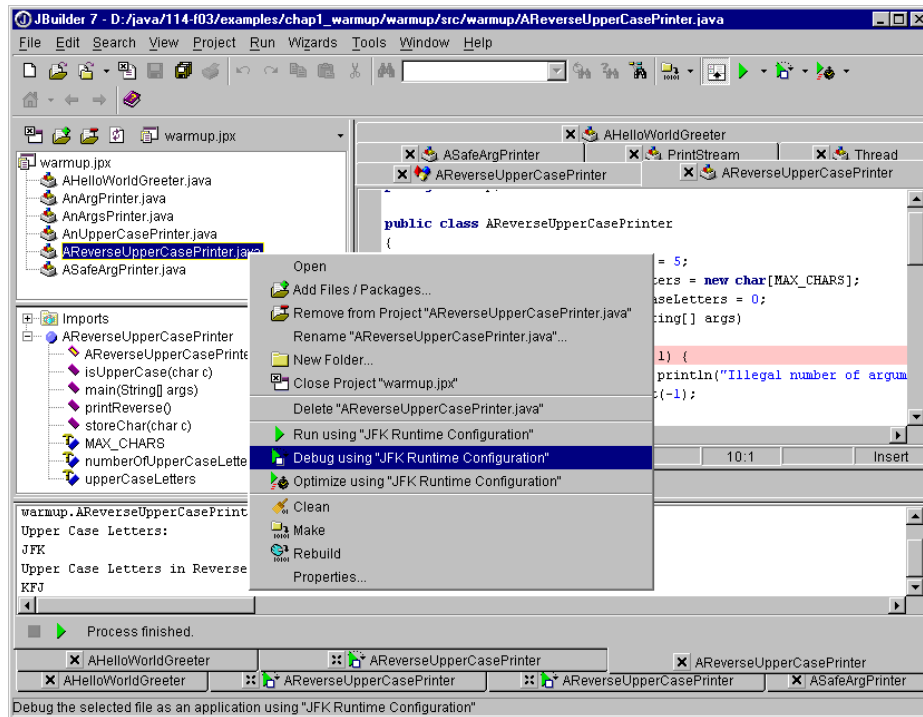 JBuilder 7 - D:/java/114-f03/examples/chap1_warmup/warmup/src/warmup/AReverseUpperCasePrinter.java
File Edit Search View Project Run Wizards Tools Window Help
warmup.jpx
warmup.jpx
AHelloWorldGreeter.java
AnArgPrinter.java
AnArgsPrinter.java
AnUpperCasePrinter.java
AReverseUpperCasePrinter.java
ASafeArgPrinter.java
AHelloWorldGreeter
ASafeArgPrinter PrintStream Thread
AReverseUpperCasePrinter AReverseUpperCasePrinter
public class AReverseUpperCasePrinter
{
= 5;
ters = new char[MAX_CHARS];
aseLetters = 0;
ring[] args)
1) {
println("Illegal number of argum
t(-1);
10:1 Insert
Imports
AReverseUpperCasePrinter
AReverseUpperCasePrinte
isUpperCase(char c)
main(String[] args)
printReverse()
storeChar(char c)
MAX_CHARS
numberOfUpperCaseLette
upperCaseLetters
Open
Add Files / Packages...
Remove from Project "AReverseUpperCasePrinter.java"
Rename "AReverseUpperCasePrinter.java"...
New Folder...
Close Project "warmup.jpx"
Delete "AReverseUpperCasePrinter.java"
Run using "JFK Runtime Configuration"
Debug using "JFK Runtime Configuration"
Optimize using "JFK Runtime Configuration"
Clean
Make
Rebuild
Properties...
warmup.AReverseUpperCasePrint
Upper Case Letters:
JFK
Upper Case Letters in Reverse
KFJ
Process finished.
AHelloWorldGreeter AReverseUpperCasePrinter AReverseUpperCasePrinter
AHelloWorldGreeter AReverseUpperCasePrinter AReverseUpperCasePrinter ASafeArgPrinter
Debug the selected file as an application using "JFK Runtime Configuration"